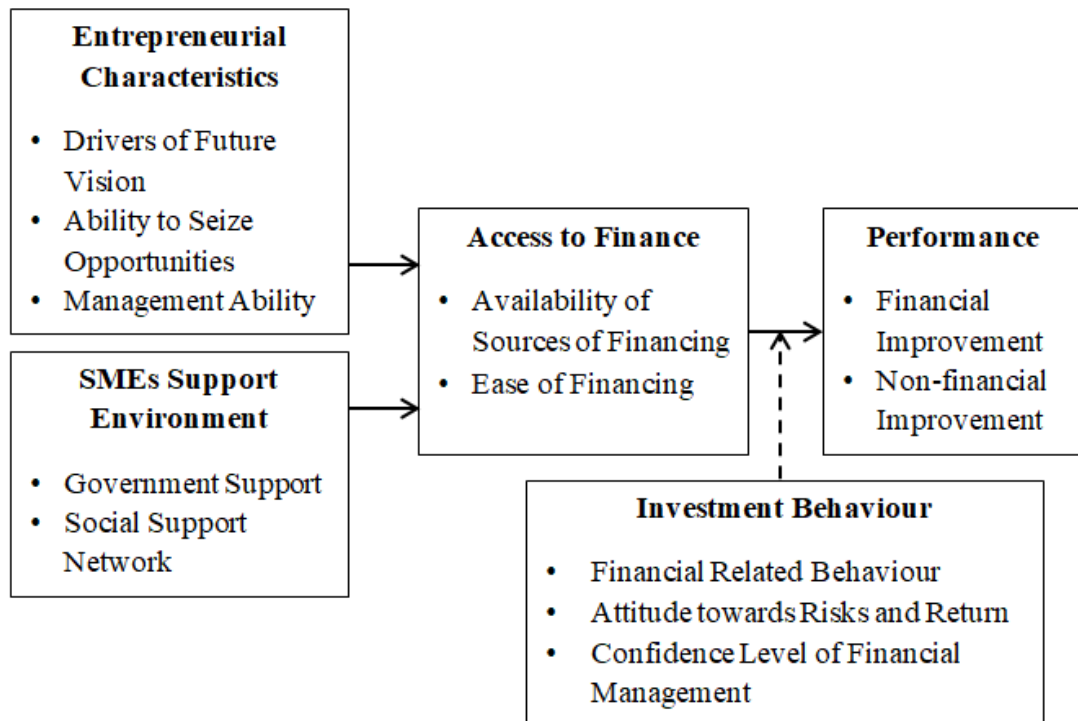 Entrepreneurial
Characteristics
• Drivers of Future
Vision
• Ability to Seize
Opportunities
• Management Ability
SMEs Support
Environment
• Government Support
• Social Support
Network
Access to Finance
• Availability of
Sources of Financing
• Ease of Financing
Performance
• Financial
Improvement
• Non-financial
Improvement
Investment Behaviour
• Financial Related Behaviour
• Attitude towards Risks and Return
• Confidence Level of Financial
Management